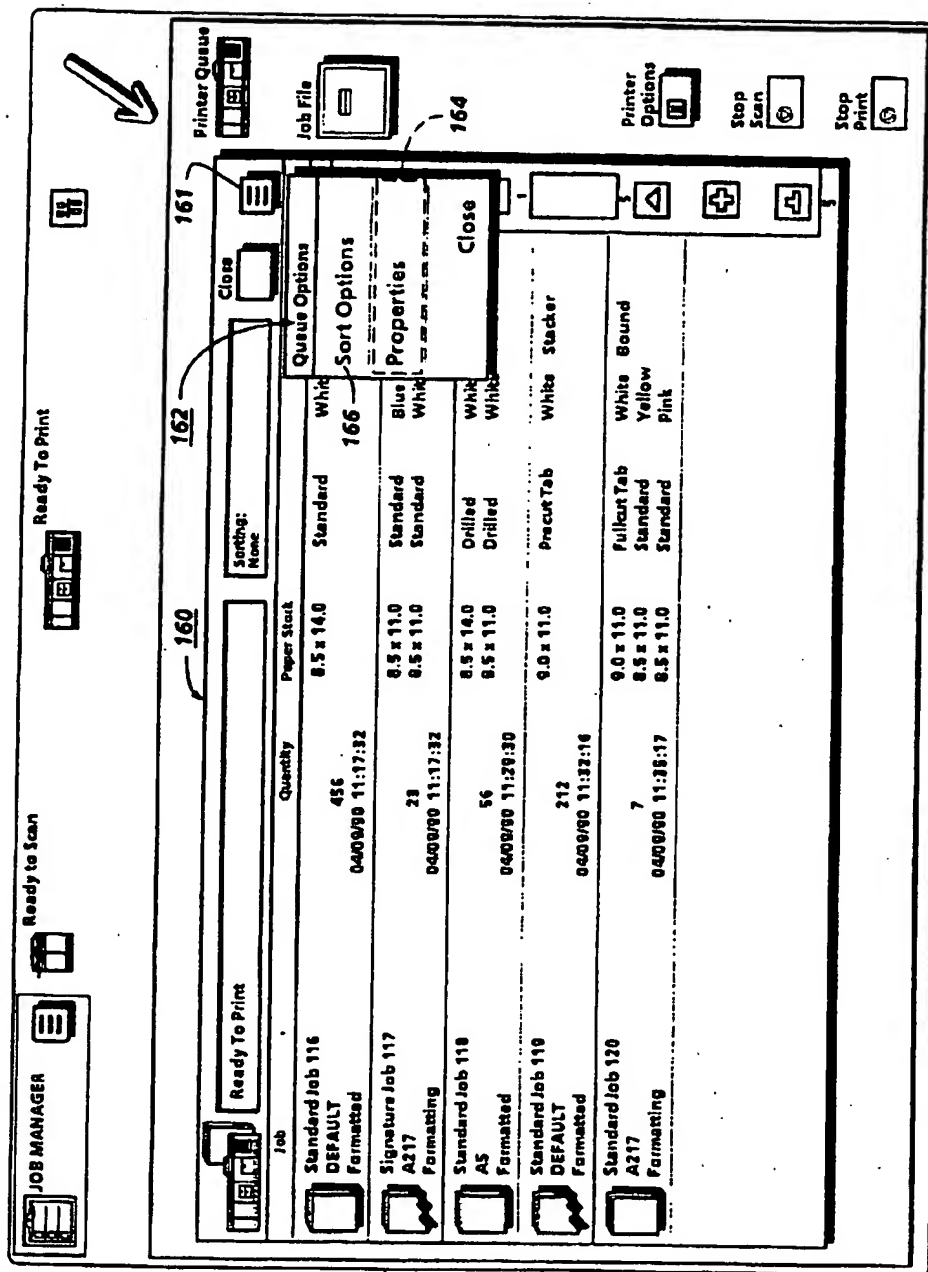 JOB MANAGER
Ready to Scan
Ready To Print
160
162
161
Ready To Print
Sorting:
None
Close
Printer Queue
Job Quantity Paper Stock
Queue Options
166 Sort Options
Properties
Close
164
Job File
Standard Job 116
DEFAULT 456 8.5 x 14.0 Standard Whit
Formatted 04/09/90 11:17:32
Signature Job 117
A217 23 8.5 x 11.0 Standard Blue
Formatting 04/09/90 11:17:32 8.5 x 11.0 Standard Whit
Standard Job 118
A5 56 8.5 x 14.0 Drilled Whit
Formatted 04/09/90 11:29:30 8.5 x 11.0 Drilled Whit
Standard Job 119
DEFAULT 212 9.0 x 11.0 Precut Tab White Stacker
Formatted 04/09/90 11:32:16
Standard Job 120
A217 7 9.0 x 11.0 Fullcut Tab White Bound
Formatting 04/09/90 11:35:17 8.5 x 11.0 Standard Yellow
8.5 x 11.0 Standard Pink
1
5
5
Printer
Options
Stop
Scan
Stop
Print